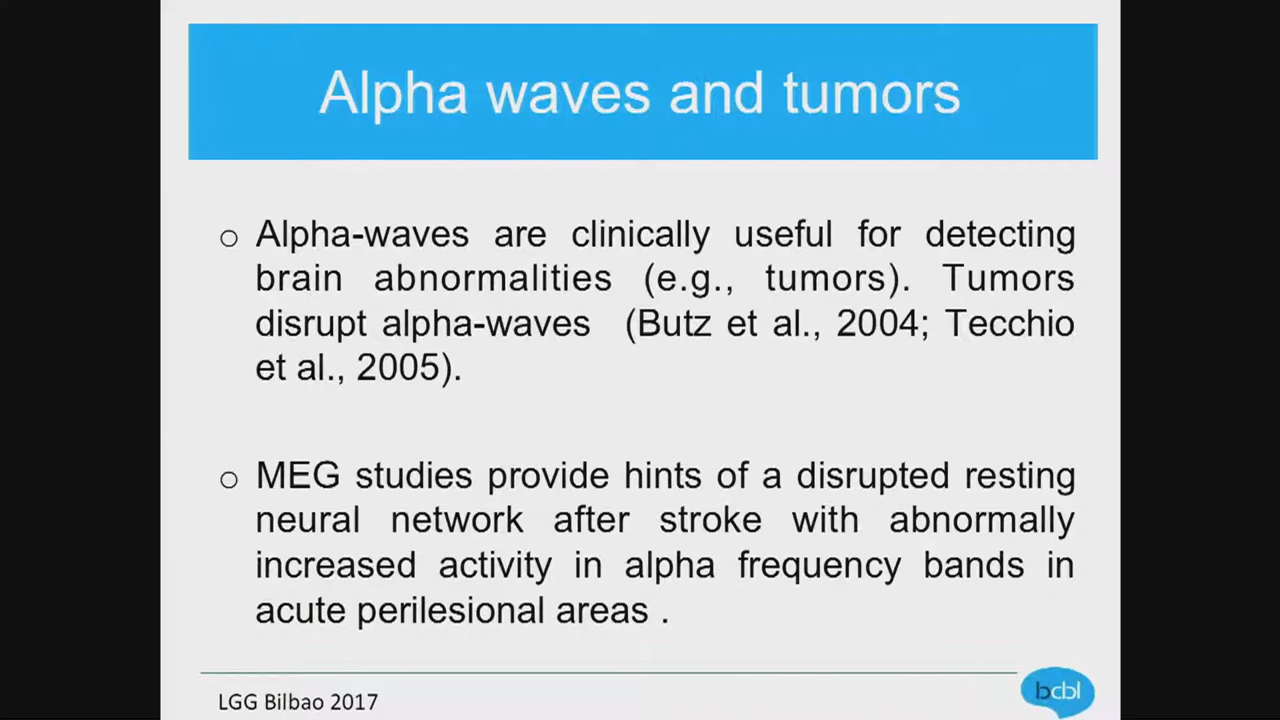 Alpha waves and tumors
o Alpha-waves are clinically useful for detecting
brain abnormalities (e.g., tumors). Tumors
disrupt alpha-waves (Butz et al., 2004; Tecchio
et al., 2005).
o MEG studies provide hints of a disrupted resting
neural network after stroke with abnormally
increased activity in alpha frequency bands in
acute perilesional areas .
LGG Bilbao 2017
bcbl